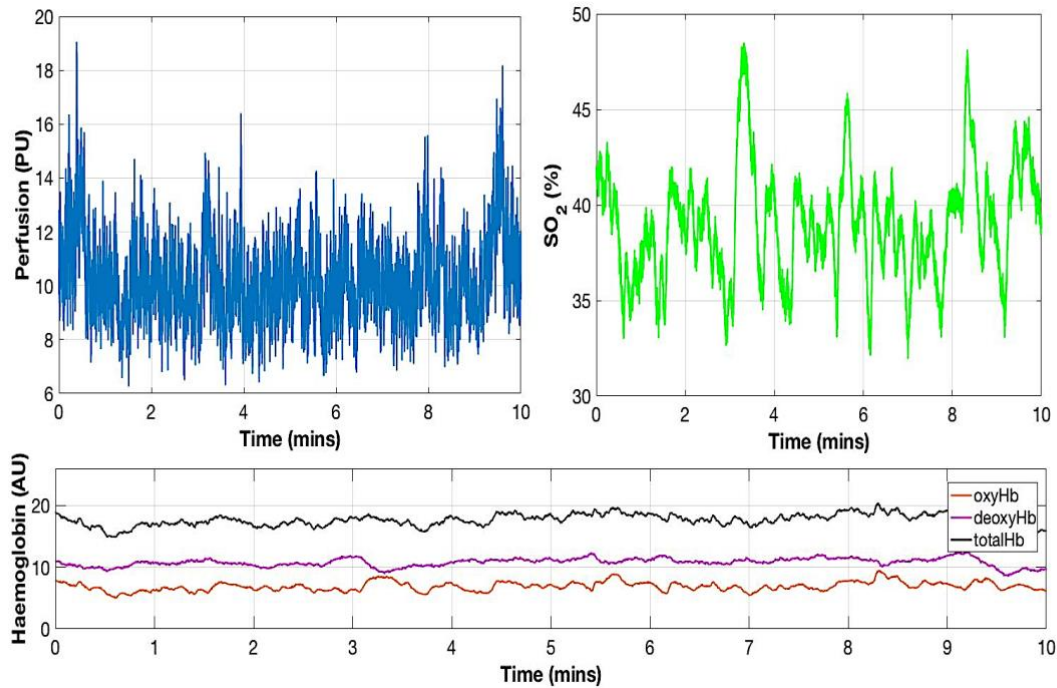 20
18
16
14
12
10
8
6
Perfusion (PU)
0 2 4 6 8 10
Time (mins)
50
45
40
35
30
SO2 (%)
0 2 4 6 8 10
Time (mins)
20
10
0
Haemoglobin (AU)
oxyHb
deoxyHb
totalHb
0 1 2 3 4 5 6 7 8 9 10
Time (mins)